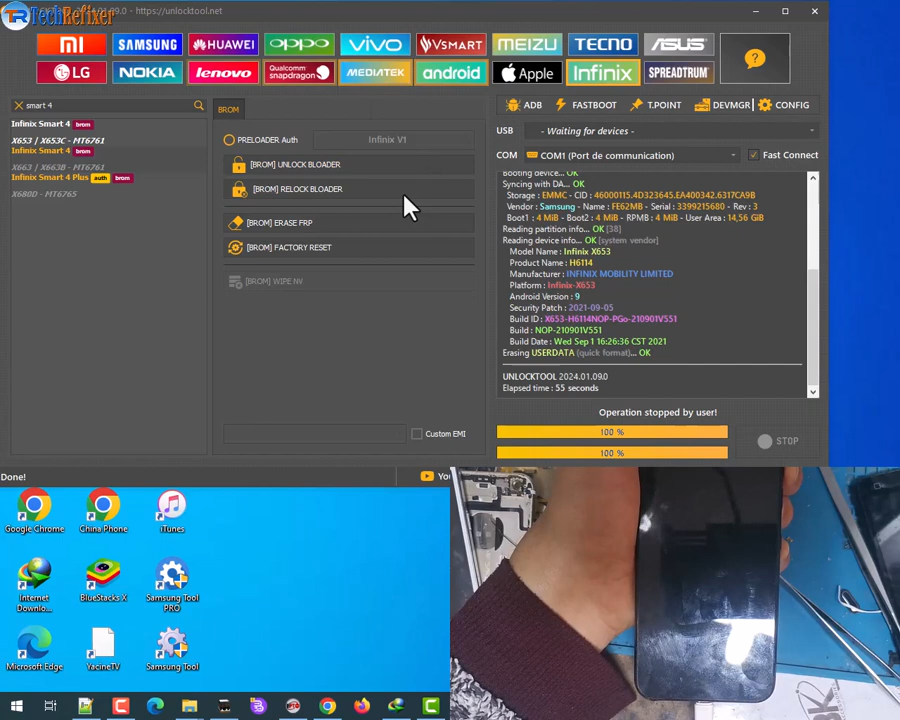 TR TechRefixer
09.0 - https://unlocktool.net
mi
SAMSUNG
HUAWEI
oppo
vivo
VSMART
MEIZU
TECNO
ASUS
LG
NOKIA
lenovo
Qualcomm snapdragon
MEDIATEK
android
Apple
Infinix
SPREADTRUM
?
smart 4
Infinix Smart 4 brom
X653 / X653C - MT6761
Infinix Smart 4 brom
X663 / X663B - MT6761
Infinix Smart 4 Plus auth brom
X680D - MT6765
BROM
PRELOADER Auth
Infinix V1
[BROM] UNLOCK BLOADER
[BROM] RELOCK BLOADER
[BROM] ERASE FRP
[BROM] FACTORY RESET
[BROM] WIPE NV
Custom EMI
ADB
FASTBOOT
T.POINT
DEVMGR
CONFIG
USB
- Waiting for devices -
COM
COM1 (Port de communication)
Fast Connect
Booting device... OK
Syncing with DA... OK
Storage : EMMC - CID : 46000115.4D323645.EA400342.6317CA9B
Vendor : Samsung - Name : FE62MB - Serial : 3399215680 - Rev : 3
Boot1 : 4 MiB - Boot2 : 4 MiB - RPMB : 4 MiB - User Area : 14,56 GiB
Reading partition info... OK [38]
Reading device info... OK [system vendor]
Model Name : Infinix X653
Product Name : H6114
Manufacturer : INFINIX MOBILITY LIMITED
Platform : Infinix-X653
Android Version : 9
Security Patch : 2021-09-05
Build ID : X653-H6114NOP-PGo-210901V551
Build : NOP-210901V551
Build Date : Wed Sep 1 16:26:36 CST 2021
Erasing USERDATA (quick format)... OK
UNLOCKTOOL 2024.01.09.0
Elapsed time : 55 seconds
Operation stopped by user!
100 %
100 %
STOP
Done!
You
Google Chrome
China Phone
iTunes
Internet Downlo...
BlueStacks X
Samsung Tool PRO
Microsoft Edge
YacineTV
Samsung Tool